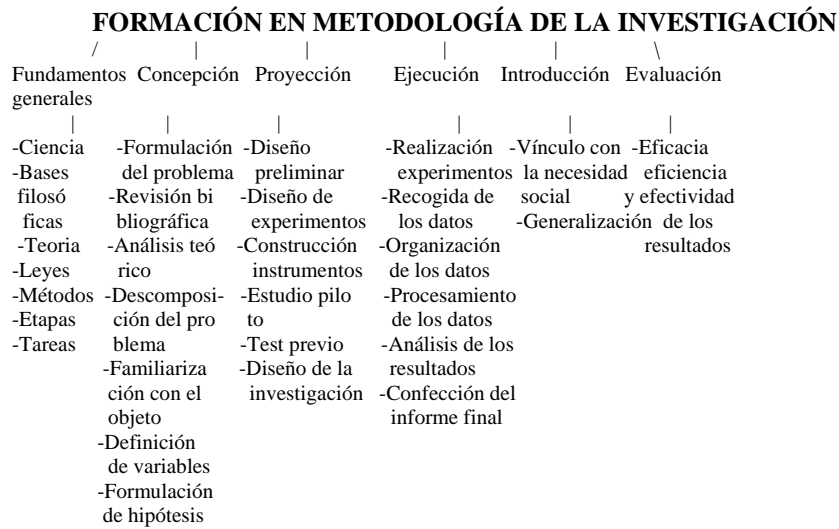 FORMACIÓN EN METODOLOGÍA DE LA INVESTIGACIÓN
/ | | | | \
Fundamentos Concepción Proyección Ejecución Introducción Evaluación
generales
| | | | | |
-Ciencia -Formulación -Diseño -Realización -Vínculo con -Eficacia
-Bases del problema preliminar experimentos la necesidad eficiencia
filosó -Revisión bi -Diseño de -Recogida de social y efectividad
ficas bliográfica experimentos los datos -Generalización de los
-Teoria -Análisis teó -Construcción -Organización resultados
-Leyes rico instrumentos de los datos
-Métodos -Descomposi- -Estudio pilo -Procesamiento
-Etapas ción del pro to de los datos
-Tareas blema -Test previo -Análisis de los
-Familiariza -Diseño de la resultados
ción con el investigación -Confección del
objeto informe final
-Definición
de variables
-Formulación
de hipótesis